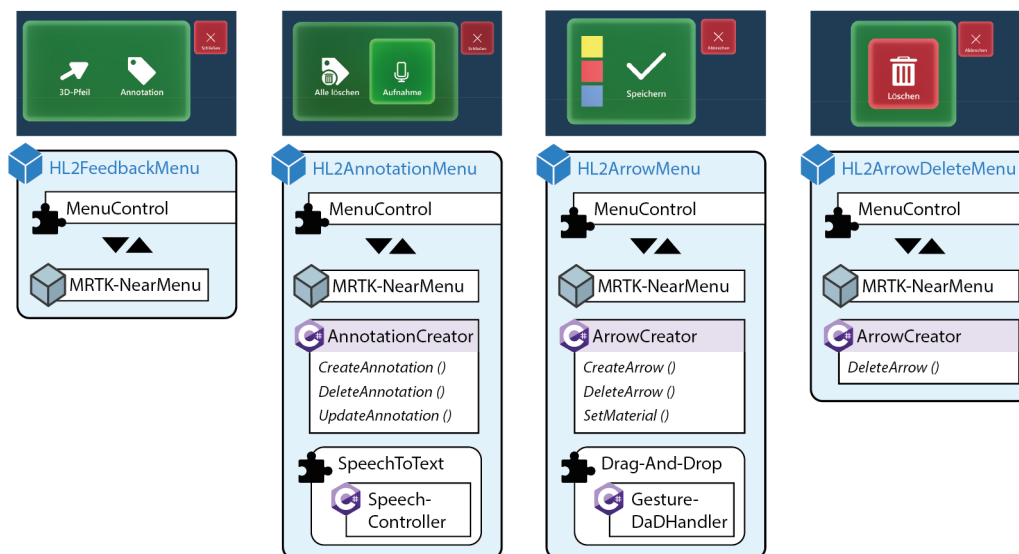 Schließen
3D-Pfeil
Annotation
HL2FeedbackMenu
MenuControl
MRTK-NearMenu
Schließen
Alle löschen
Aufnahme
HL2AnnotationMenu
MenuControl
MRTK-NearMenu
C#
AnnotationCreator
CreateAnnotation ()
DeleteAnnotation ()
UpdateAnnotation ()
SpeechToText
C#
Speech-
Controller
Abbrechen
Speichern
HL2ArrowMenu
MenuControl
MRTK-NearMenu
C#
ArrowCreator
CreateArrow ()
DeleteArrow ()
SetMaterial ()
Drag-And-Drop
C#
Gesture-
DaDHandler
Abbrechen
Löschen
HL2ArrowDeleteMenu
MenuControl
MRTK-NearMenu
C#
ArrowCreator
DeleteArrow ()